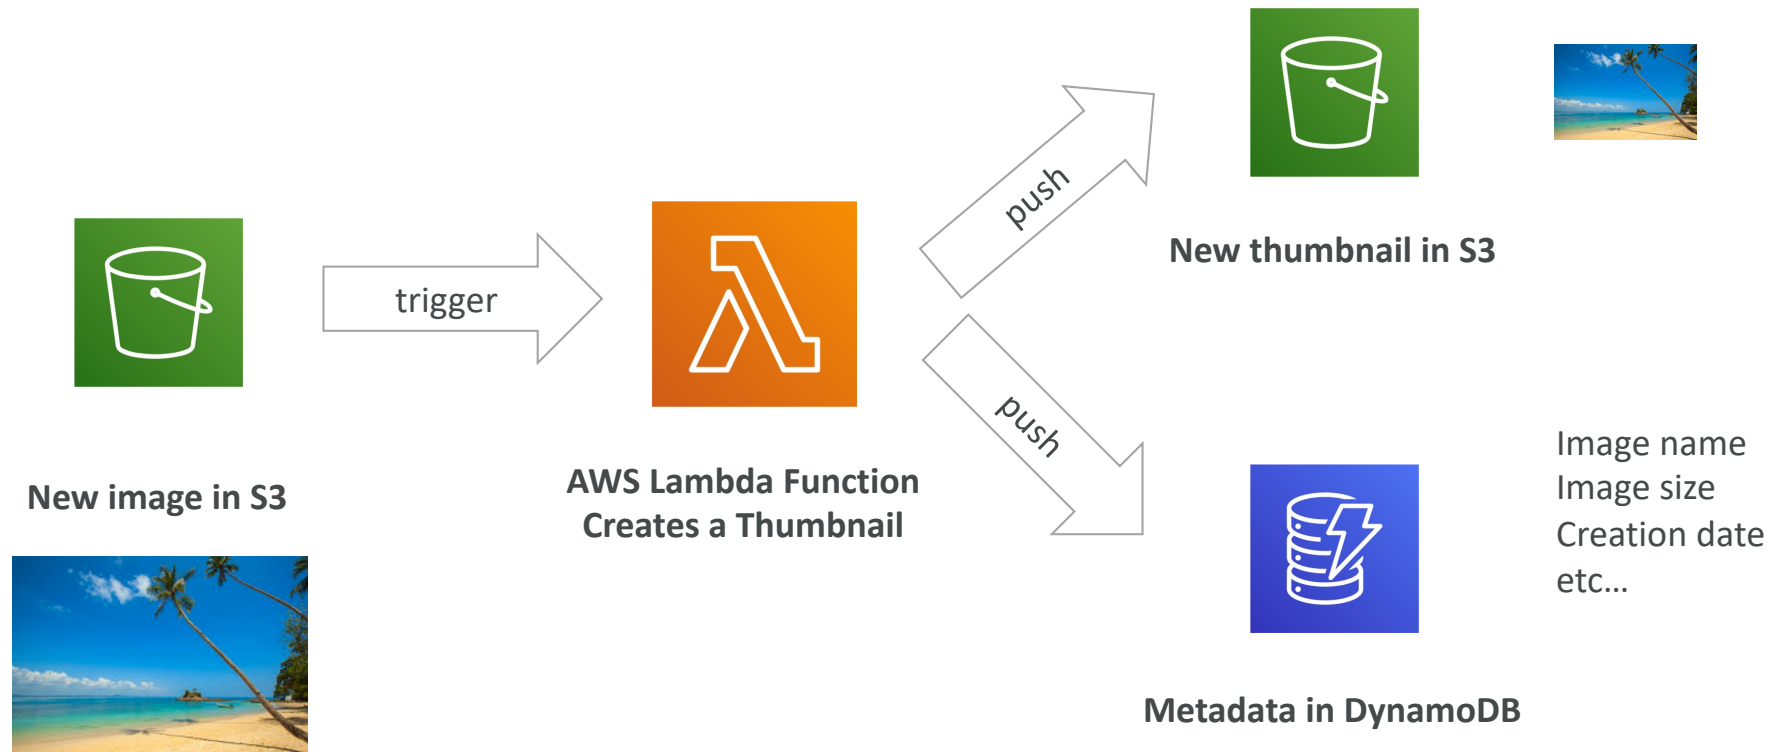 New image in S3
trigger
AWS Lambda Function
Creates a Thumbnail
push
New thumbnail in S3
push
Image name
Image size
Creation date
etc...
Metadada in DynamoDB